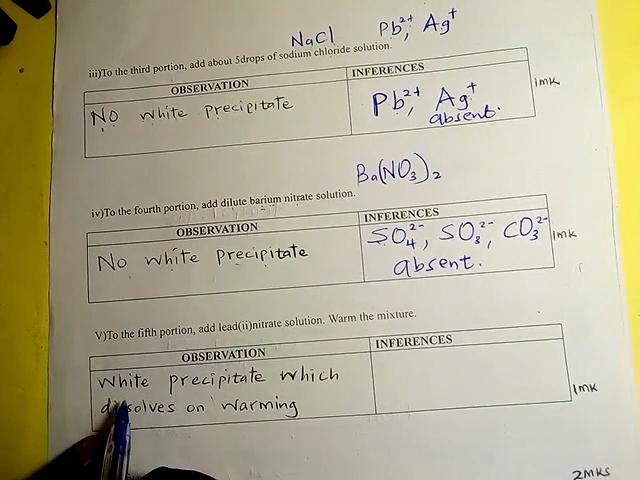 NaCl Pb²⁺, Ag⁺
iii)To the third portion, add about 5drops of sodium chloride solution.
OBSERVATION INFERENCES
No white precipitate Pb²⁺, Ag⁺ absent.
1mk
Ba(NO₃)₂
iv)To the fourth portion, add dilute barium nitrate solution.
OBSERVATION INFERENCES
No white precipitate SO₄²⁻, SO₃²⁻, CO₃²⁻ absent.
1mk
V)To the fifth portion, add lead(ii)nitrate solution. Warm the mixture.
OBSERVATION INFERENCES
White precipitate which
dissolves on warming
1mk
2mks